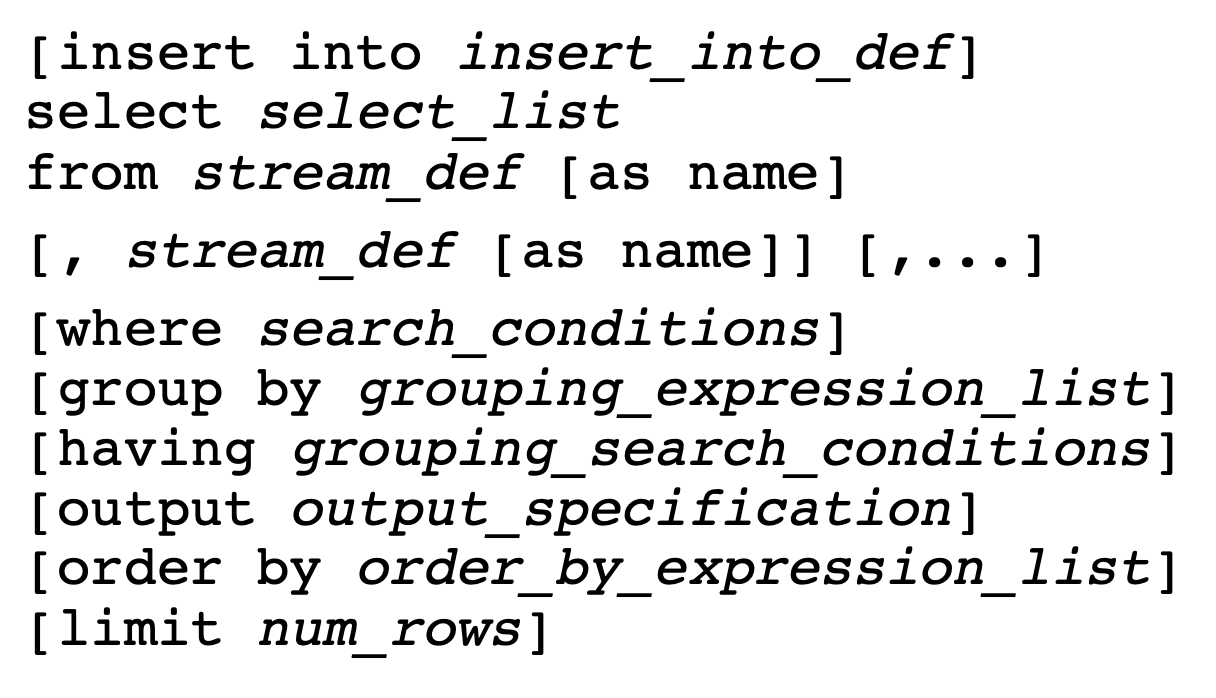 [insert into insert_into_def]
select select_list
from stream_def [as name]
[, stream_def [as name]] [,...]
[where search_conditions]
[group by grouping_expression_list]
[having grouping_search_conditions]
[output output_specification]
[order by order_by_expression_list]
[limit num_rows]